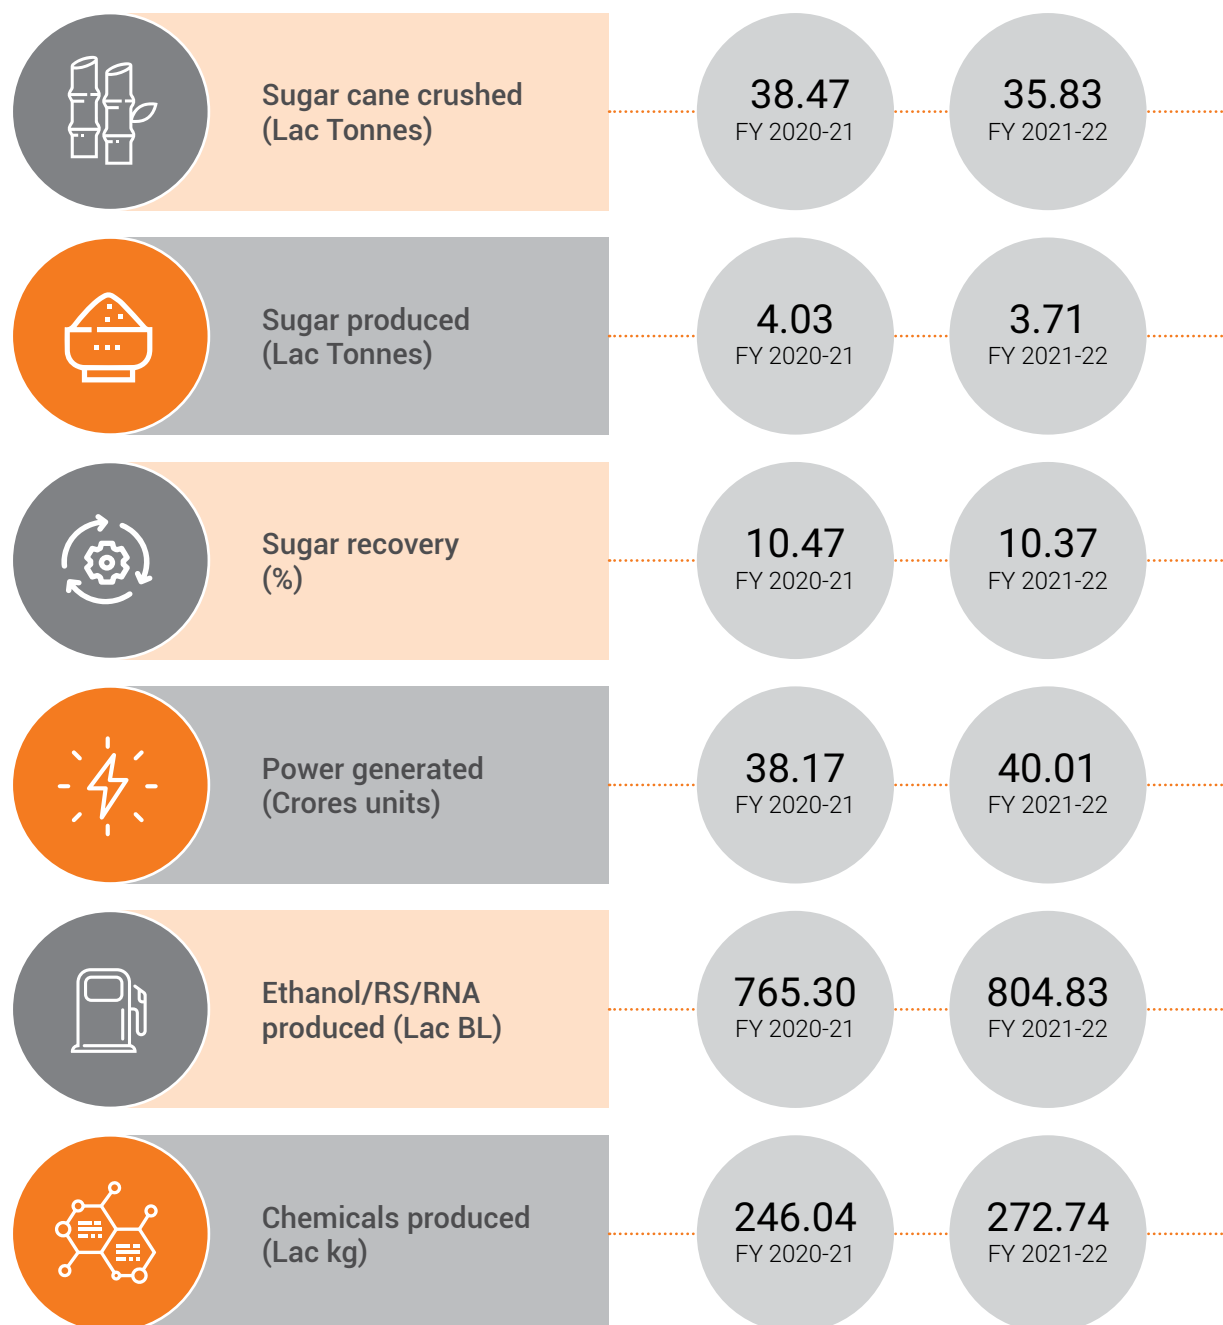 Sugar cane crushed
(Lac Tonnes)
38.47
FY 2020-21
35.83
FY 2021-22
Sugar produced
(Lac Tonnes)
4.03
FY 2020-21
3.71
FY 2021-22
Sugar recovery
(%)
10.47
FY 2020-21
10.37
FY 2021-22
Power generated
(Crores units)
38.17
FY 2020-21
40.01
FY 2021-22
Ethanol/RS/RNA
produced (Lac BL)
765.30
FY 2020-21
804.83
FY 2021-22
Chemicals produced
(Lac kg)
246.04
FY 2020-21
272.74
FY 2021-22